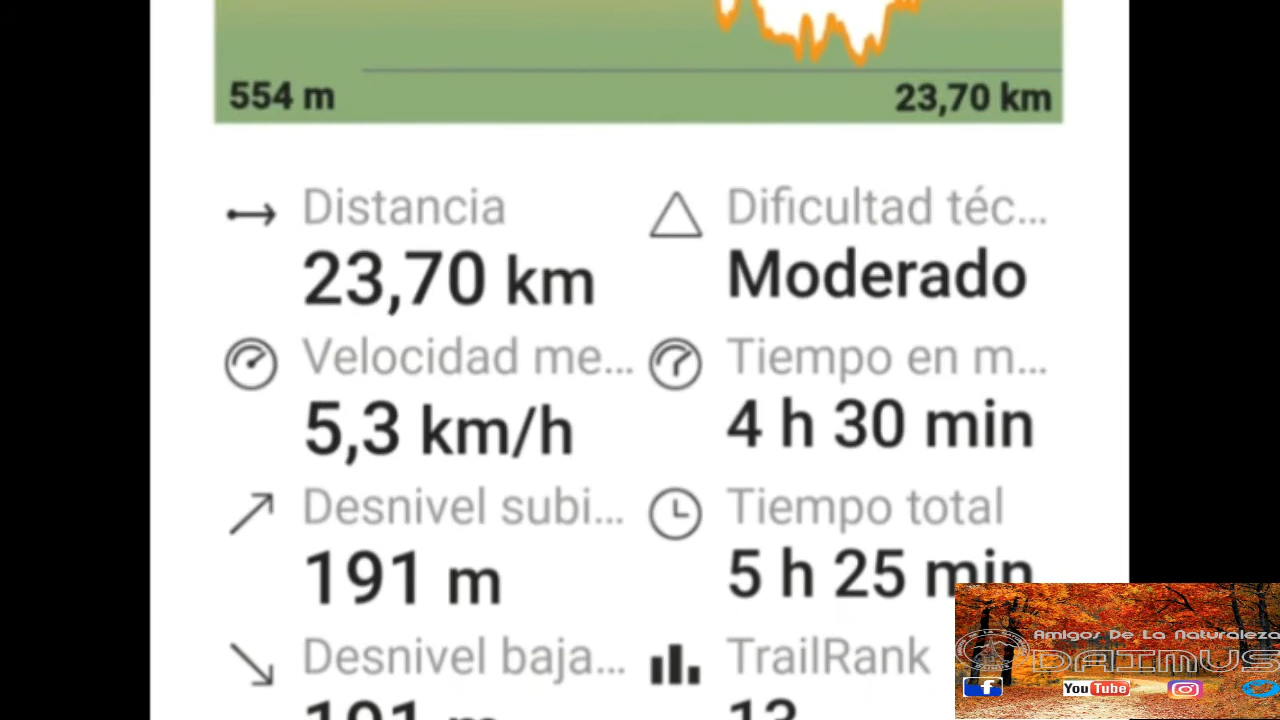 554 m
23,70 km
Distancia
23,70 km
Dificultad téc...
Moderado
Velocidad me...
5,3 km/h
Tiempo en m...
4 h 30 min
Desnivel subi...
191 m
Tiempo total
5 h 25 min
Desnivel baja...
191 m
TrailRank
13
Amigos De La Naturaleza
DAIMUS
f
YouTube